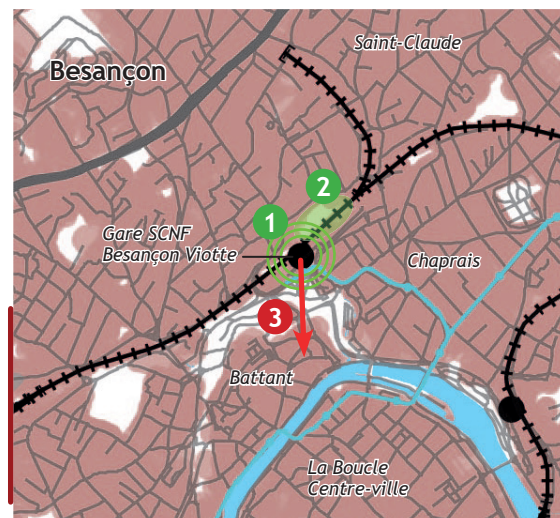 Saint-Claude
Besançon
2
1
Gare SCNF
Besançon Viotte
Chaprais
3
Battant
La Boucle
Centre-ville